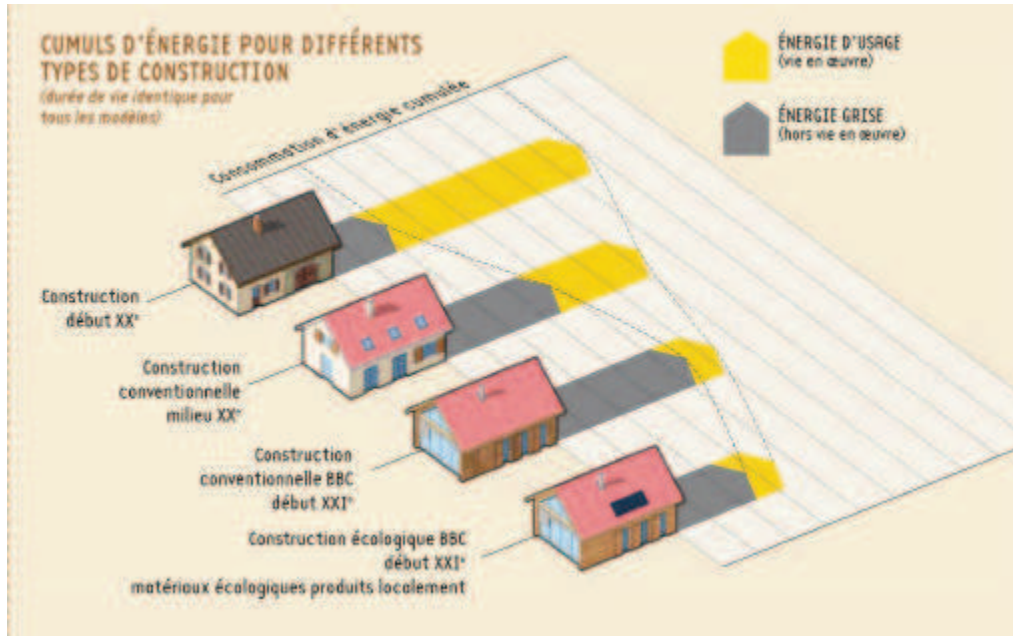 CUMULS D'ÉNERGIE POUR DIFFÉRENTS
TYPES DE CONSTRUCTION
(durée de vie identique pour
tous les modèles)
ÉNERGIE D'USAGE
(vie en œuvre)
ÉNERGIE GRISE
(hors vie en œuvre)
Consommation d'énergie cumulée
Construction
début XXᵉ
Construction
conventionnelle
milieu XXᵉ
Construction
conventionnelle BBC
début XXIᵉ
Construction écologique BBC
début XXIᵉ
matériaux écologiques produits localement